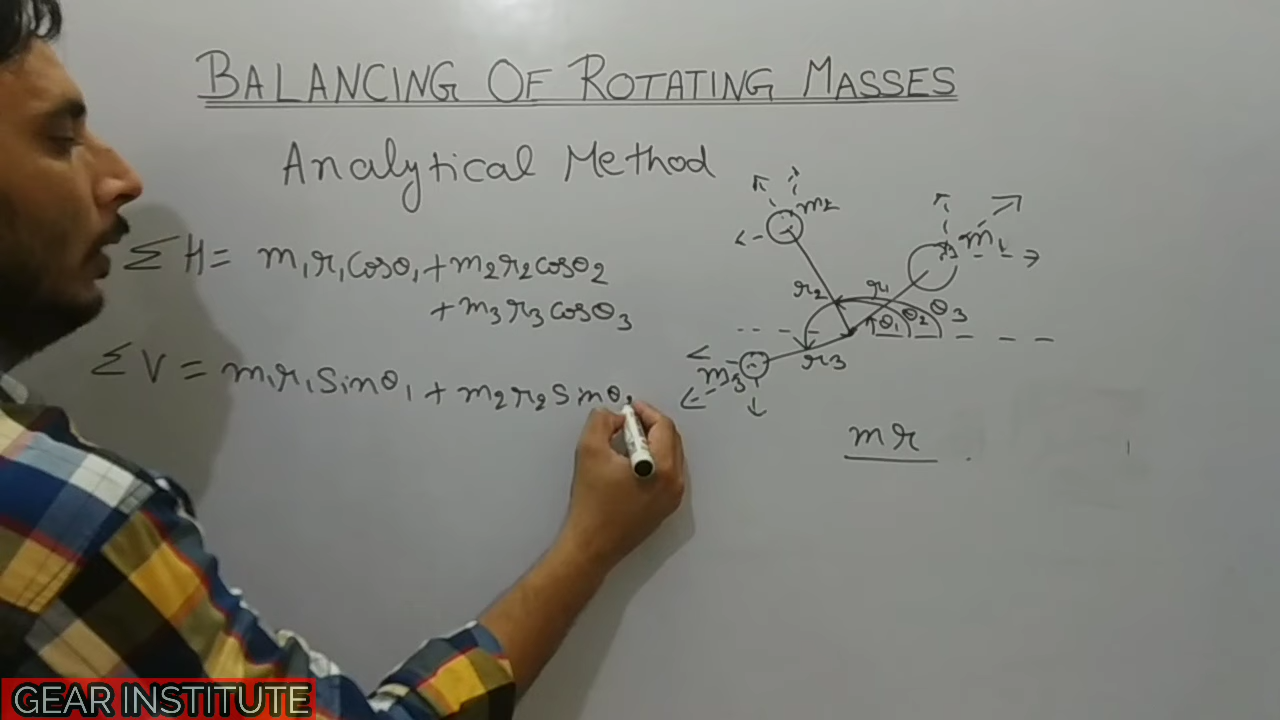 BALANCING OF ROTATING MASSES
Analytical Method
ΣH = m₁r₁cosθ₁ + m₂r₂cosθ₂
+ m₃r₃cosθ₃
ΣV = m₁r₁sinθ₁ + m₂r₂sinθ₂
m₂
m₁
r₂
r₁
θ₁ θ₂ θ₃
r₃
m₃
mr
GEAR INSTITUTE